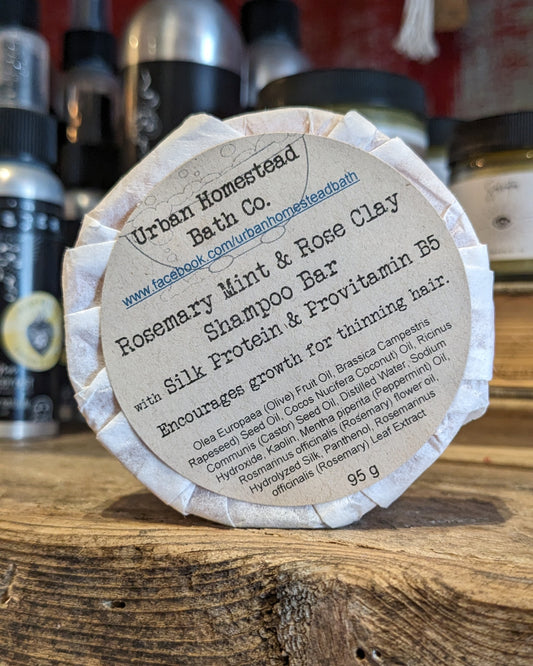 Urban Homestead
Bath Co.
www.facebook.com/urbanhomesteadbath
Rosemary Mint & Rose Clay
Shampoo Bar
with Silk Protein & Provitamin B5
Encourages growth for thinning hair.
Olea Europaea (Olive) Fruit Oil, Brassica Campestris
Rapeseed) Seed Oil, Cocos Nucifera Coconut) Oil, Ricinus
Communis (Castor) Seed Oil, Distilled Water, Sodium
Hydroxide, Kaolin, Mentha piperita (Peppermint) Oil,
Rosmarinus officinalis (Rosemary) flower oil,
Hydrolyzed Silk, Panthenol, Rosemarinus
officinalis (Rosemary) Leaf Extract
95 g